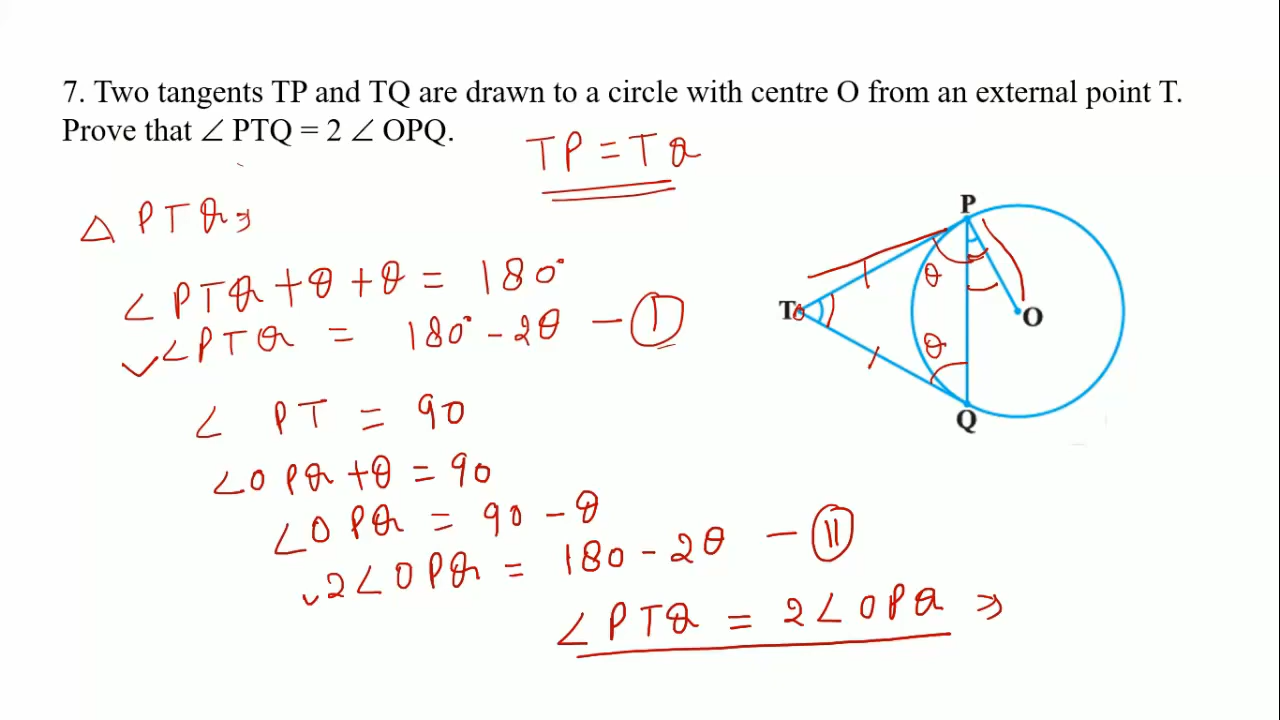 7. Two tangents TP and TQ are drawn to a circle with centre O from an external point T.
Prove that ∠ PTQ = 2 ∠ OPQ.
TP = TQ
△ PTQ ⇒
∠PTQ + θ + θ = 180°
✓∠PTQ = 180° - 2θ - Ⅰ
∠ PT = 90
∠OPQ + θ = 90
∠OPQ = 90 - θ
✓2∠OPQ = 180 - 2θ - Ⅱ
∠PTQ = 2∠OPQ ⇒
P
θ
T
O
θ
Q